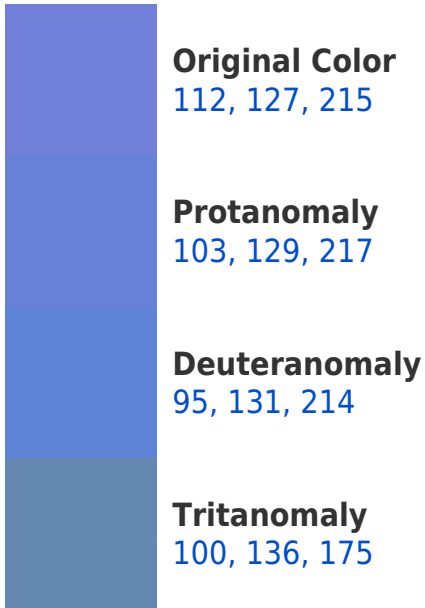 Original Color
112, 127, 215
Protanomaly
103, 129, 217
Deuteranomaly
95, 131, 214
Tritanomaly
100, 136, 175